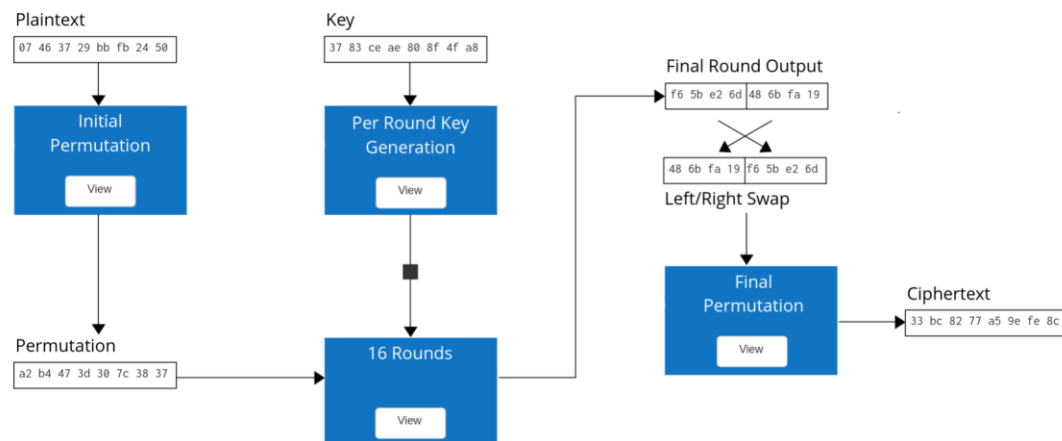 Plaintext
07 46 37 29 bb fb 24 50
Initial
Permutation
View
Permutation
a2 b4 47 3d 30 7c 38 37
Key
37 83 ce ae 80 8f 4f a8
Per Round Key
Generation
View
16 Rounds
View
Final Round Output
f6 5b e2 6d 48 6b fa 19
48 6b fa 19 f6 5b e2 6d
Left/Right Swap
Final
Permutation
View
Ciphertext
33 bc 82 77 a5 9e fe 8c